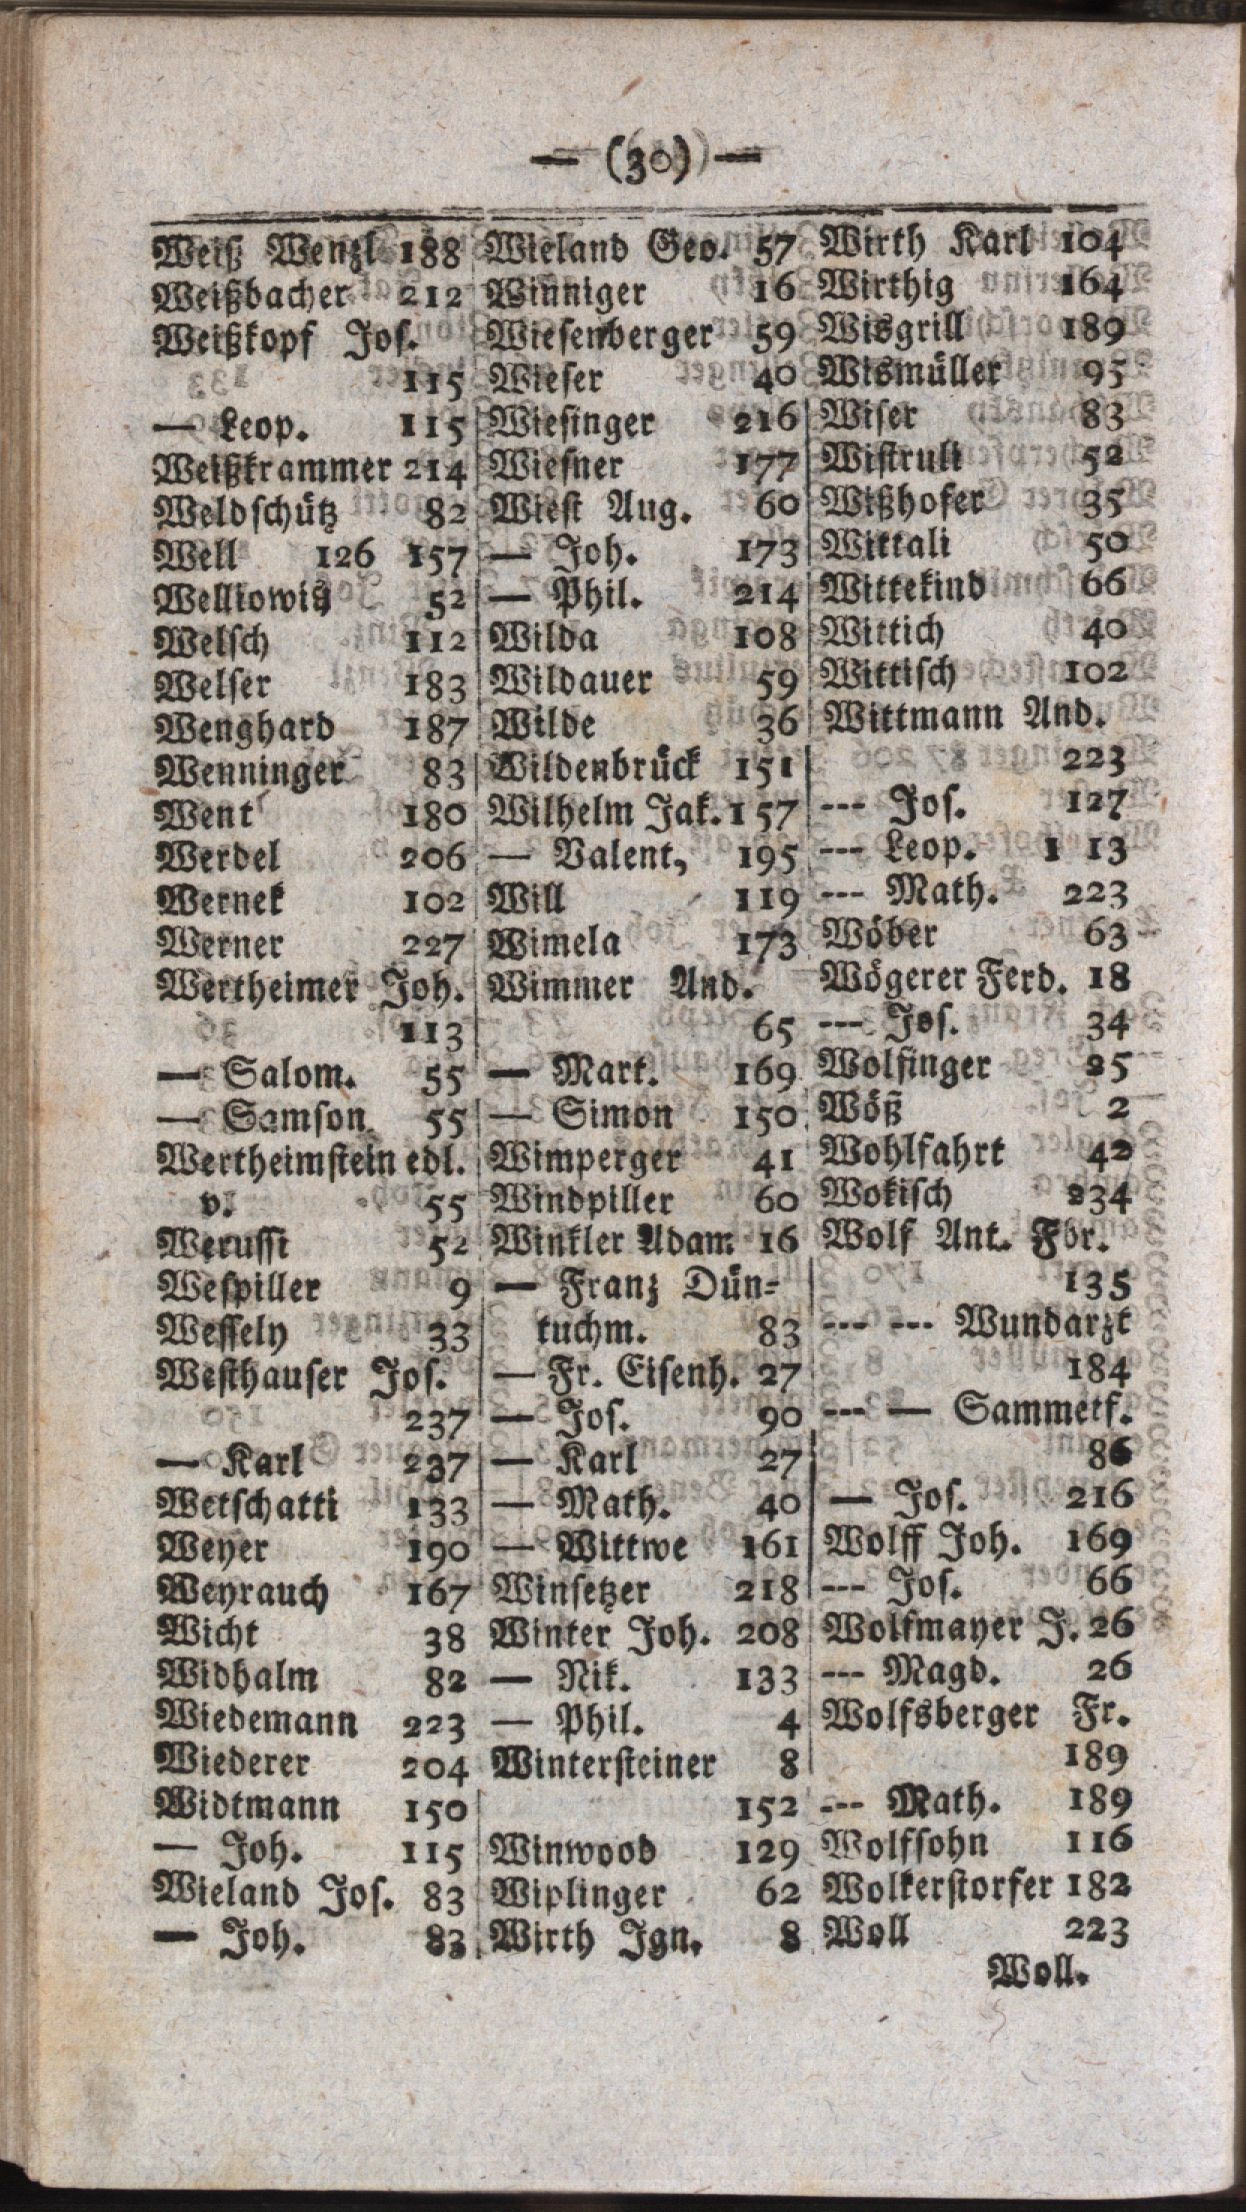 — (30) —
Weiß Wenzl 188
Weißbacher 212
Weißkopf Jos.
115
— Leop. 115
Weißkrammer 214
Weldschütz 82
Well 126 157
Welliowitz 52
Welsch 112
Welser 183
Wenghard 187
Wenninger 83
Went 180
Werdel 206
Wernek 102
Werner 227
Wertheimer Joh.
113
— Salom. 55
— Samson 55
Wertheimstein edl.
v. 55
Werussi 52
Wespiller 9
Wessely 33
Westhauser Jos.
237
— Karl 237
Wetschatti 133
Weyer 190
Weyrauch 167
Wicht 38
Widhalm 82
Wiedemann 223
Wiederer 204
Widtmann 150
— Joh. 115
Wieland Jos. 83
— Joh. 83
Wieland Geo. 57
Winniger 16
Wiesenberger 59
Wieser 40
Wiesinger 216
Wiesner 177
Wiest Aug. 60
— Joh. 173
— Phil. 214
Wilda 108
Wildauer 59
Wilde 36
Wildenbrück 151
Wilhelm Jak. 157
— Valent, 195
Will 119
Wimela 173
Wimmer And.
65
— Mark. 169
— Simon 150
Wimperger 41
Windpiller 60
Winkler Adam 16
— Franz Dün-
tuchm. 83
— Fr. Eisenh. 27
— Jos. 90
— Karl 27
— Math. 40
— Wittwe 161
Winsetzer 218
Winter Joh. 208
— Nik. 133
— Phil. 4
Wintersteiner 8
152
Winwood 129
Wiplinger 62
Wirth Ign. 8
Wirth Karl 104
Wirthig 164
Wisgrill 189
Wismüller 95
Wiser 83
Wistruli 52
Wißhofer 35
Wittali 50
Wittekind 66
Wittich 40
Wittisch 102
Wittmann And.
223
--- Jos. 127
--- Leop. 1 13
--- Math. 223
Wöber 63
Wögerer Ferd. 18
--- Jos. 34
Wolfinger 25
Wöß 2
Wohlfahrt 42
Wokisch 234
Wolf Ant. Fbr.
135
--- --- Wundarzt
184
--- — Sammetf.
86
— Jos. 216
Wolff Joh. 169
--- Jos. 66
Wolfmayer J. 26
--- Magd. 26
Wolfsberger Fr.
189
--- Math. 189
Wolfsohn 116
Wolkerstorfer 182
Woll 223
Woll.